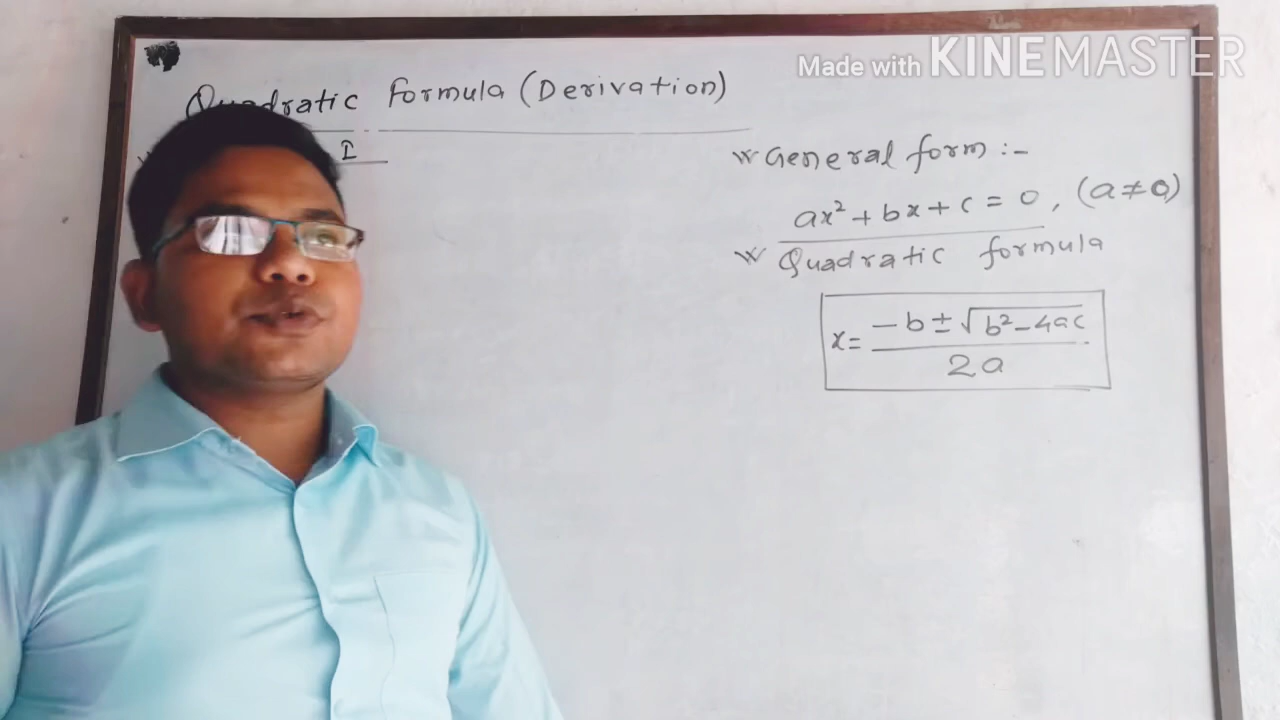 Made with KINEMASTER
Quadratic formula (Derivation)
I
General form :-
ax² + bx + c = 0, (a ≠ 0)
Quadratic formula
x = -b ± √b² - 4ac / 2a